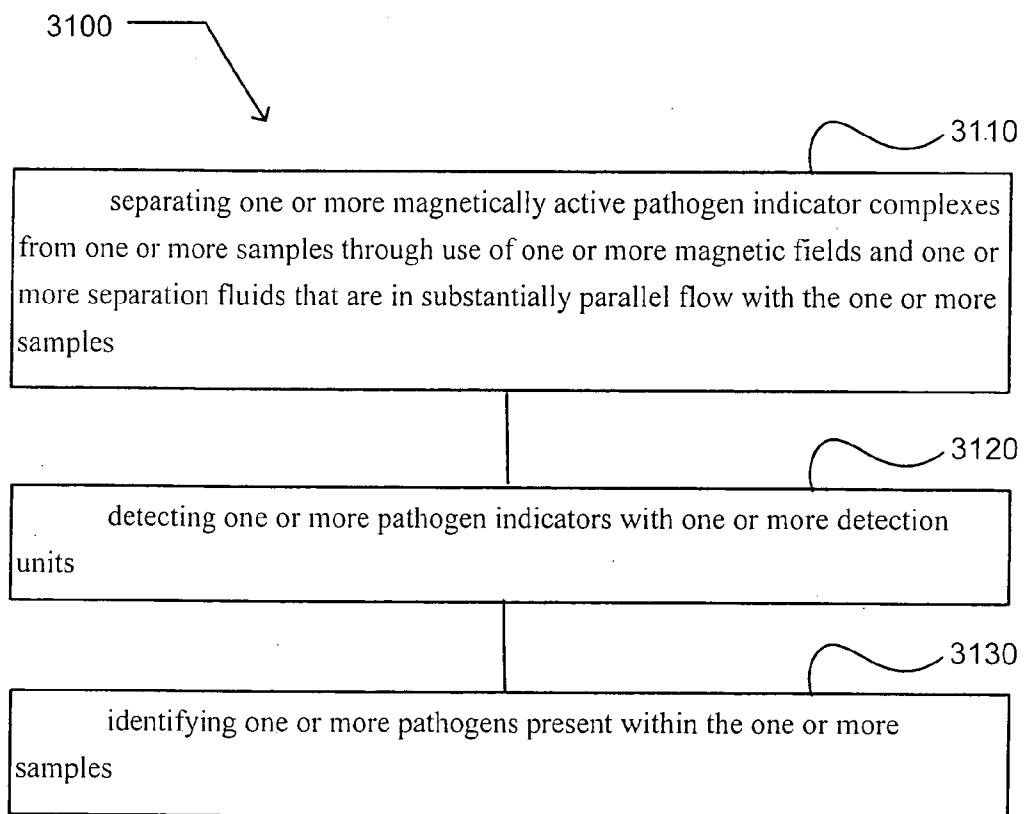 3100
3110
separating one or more magnetically active pathogen indicator complexes
from one or more samples through use of one or more magnetic fields and one or
more separation fluids that are in substantially parallel flow with the one or more
samples
3120
detecting one or more pathogen indicators with one or more detection
units
3130
identifying one or more pathogens present within the one or more
samples